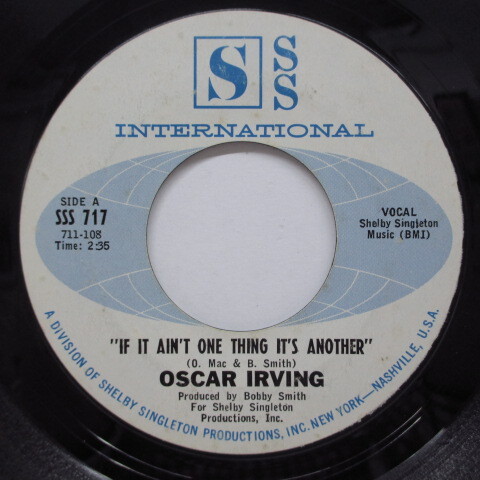 S S
S
S
INTERNATIONAL
SIDE A
SSS 717
711-108
Time: 2:35
VOCAL
Shelby Singleton
Music (BMI)
"IF IT AIN'T ONE THING IT'S ANOTHER"
(O. Mac & B. Smith)
OSCAR IRVING
Produced by Bobby Smith
For Shelby Singleton
Productions, Inc.
A DIVISION OF SHELBY SINGLETON PRODUCTIONS, INC. NEW YORK—NASHVILLE, U.S.A.